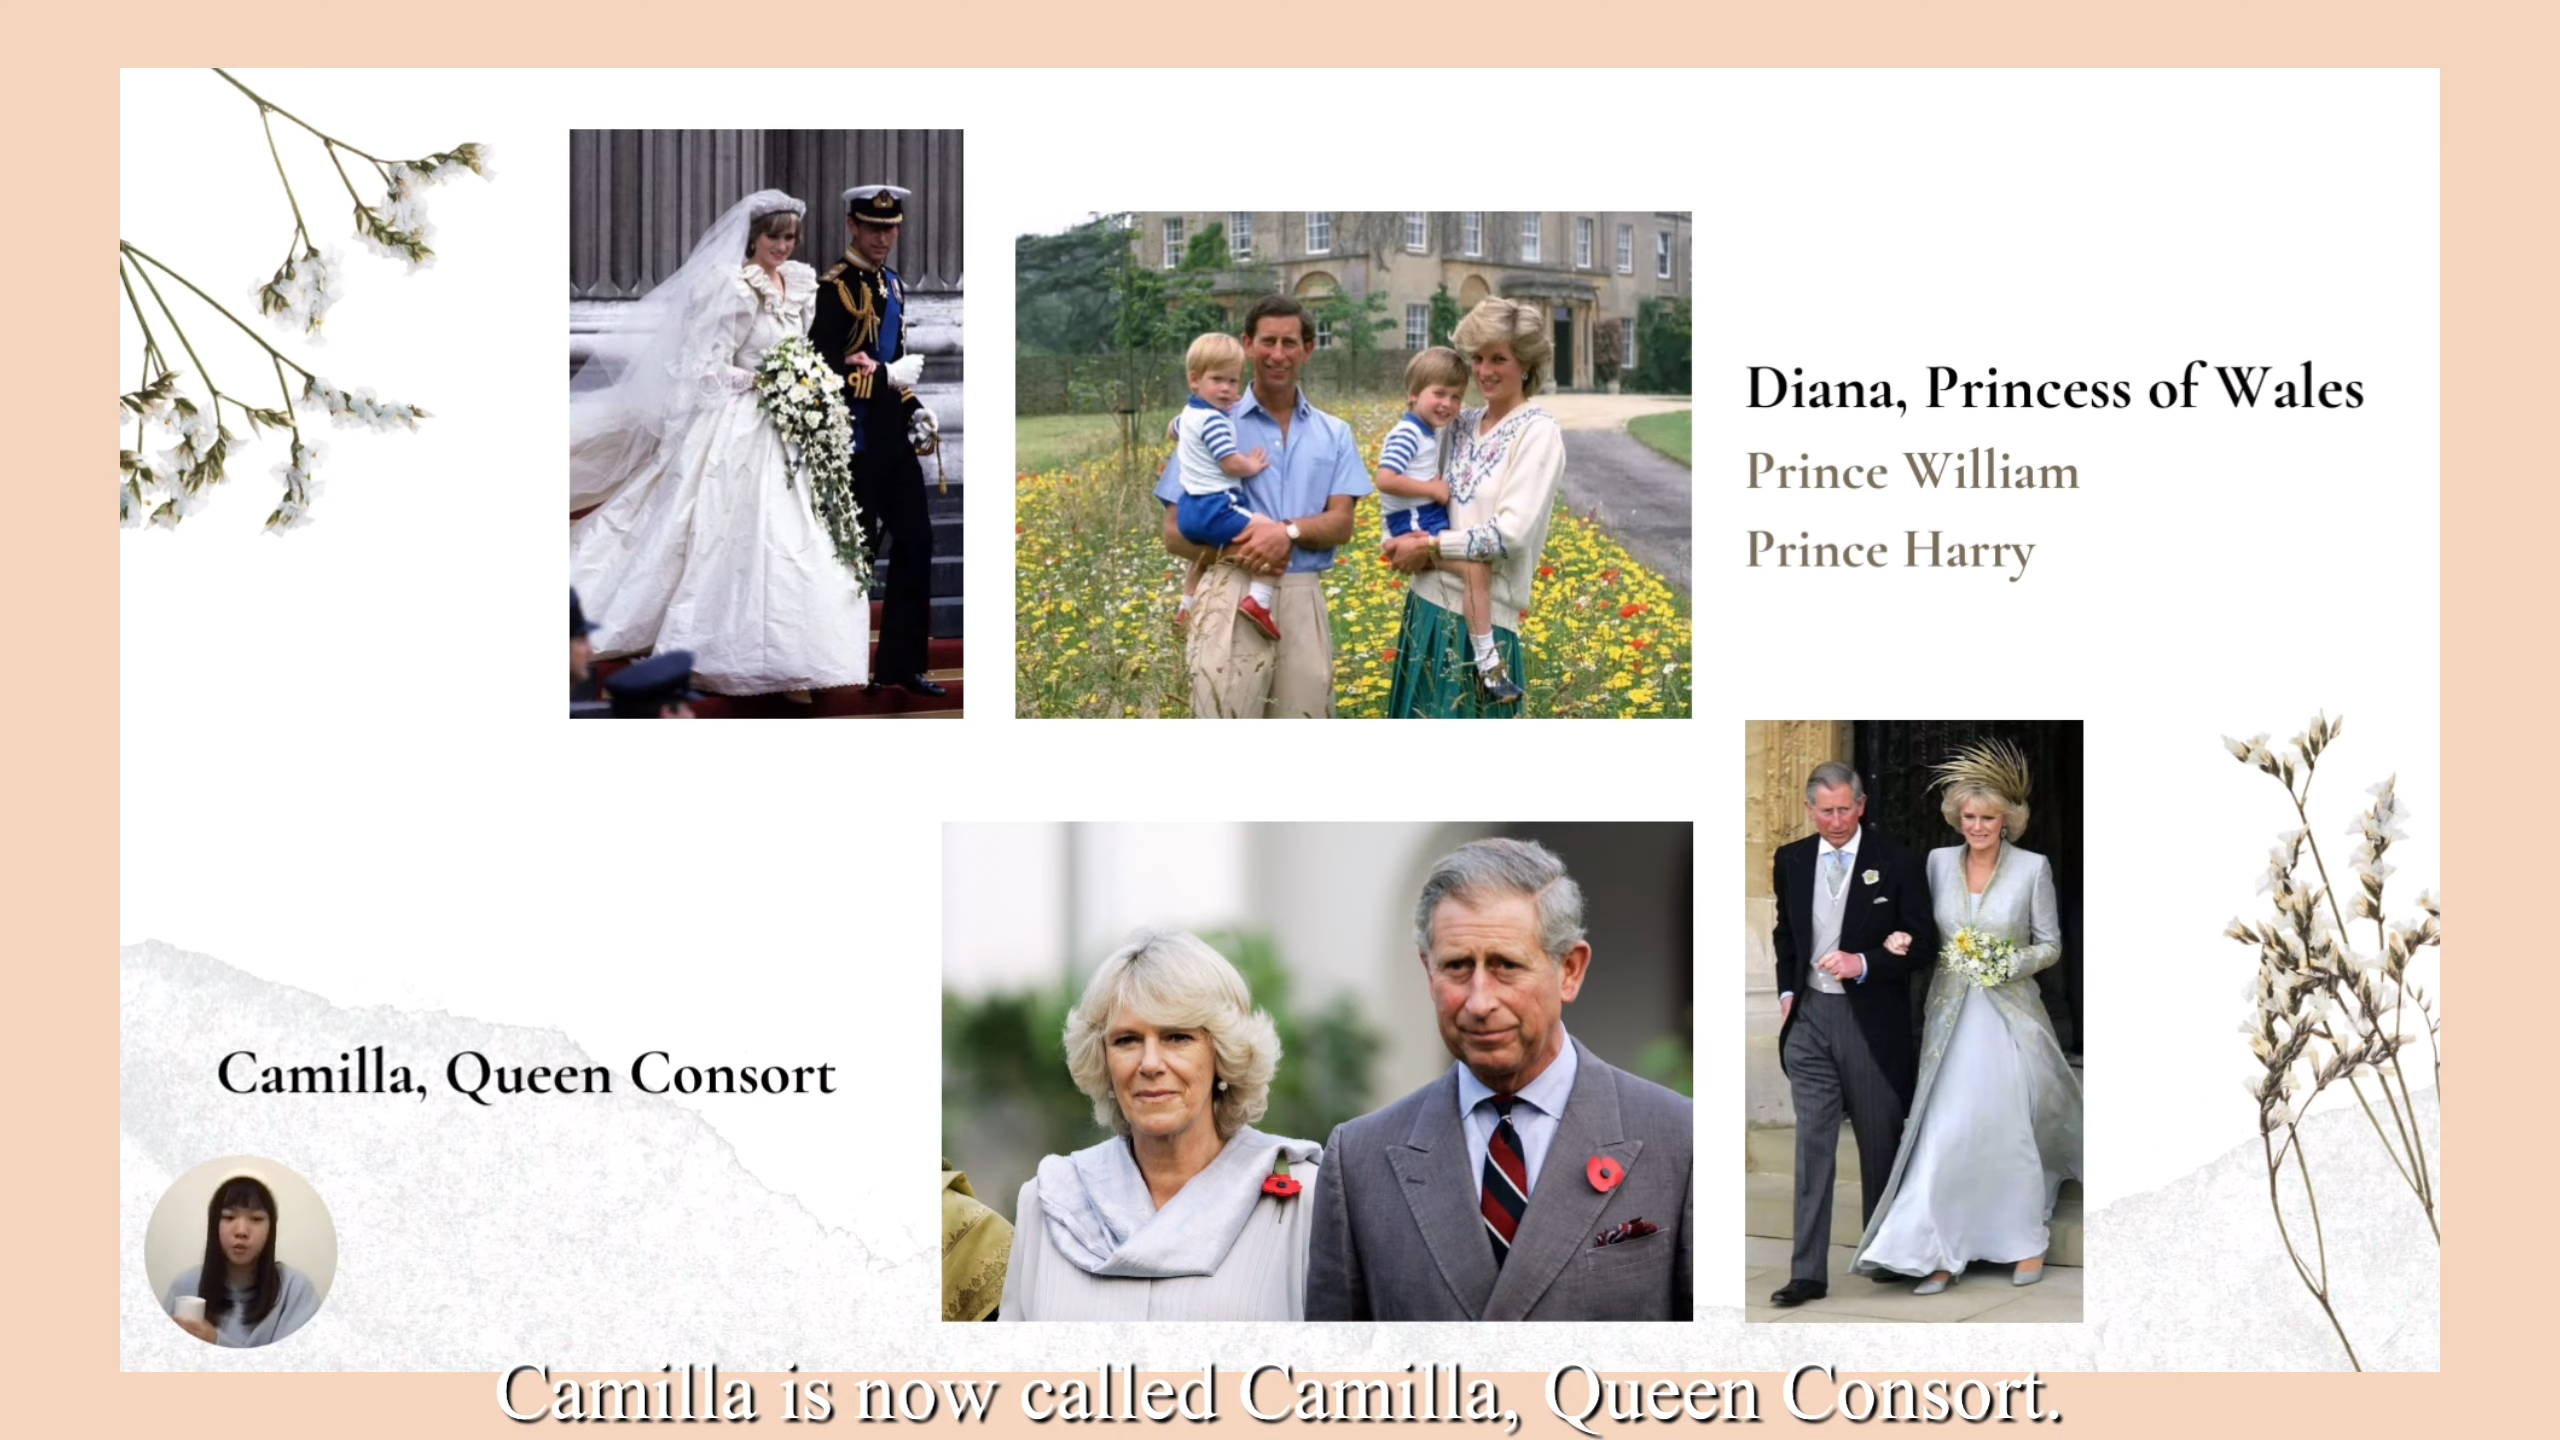 Diana, Princess of Wales
Prince William
Prince Harry
Camilla, Queen Consort
Camilla is now called Camilla, Queen Consort.